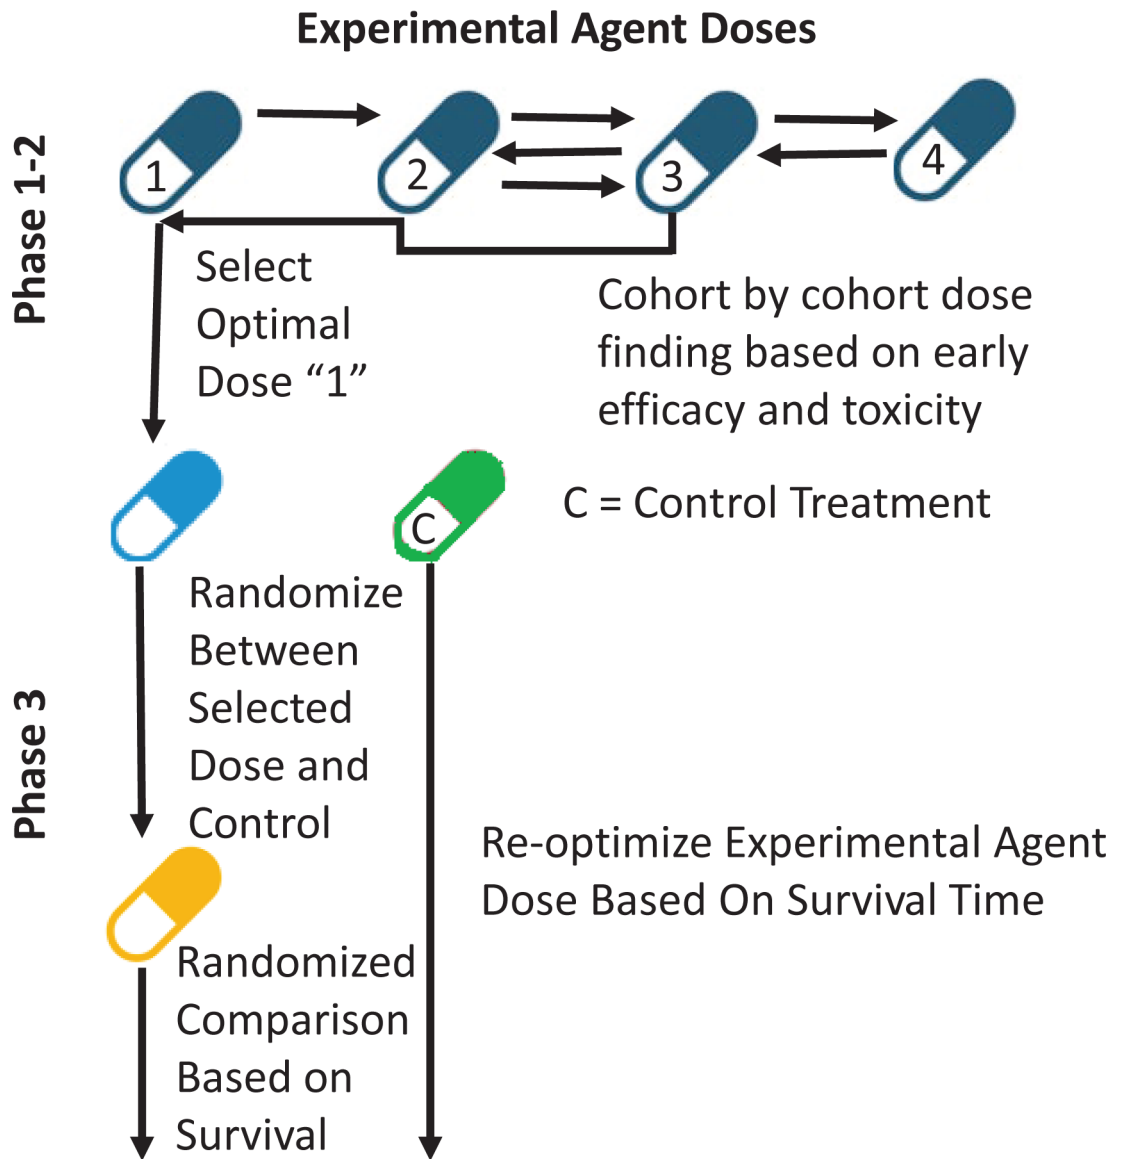 Experimental Agent Doses
Phase 1-2
1
2
3
4
Select
Optimal
Dose “1”
Cohort by cohort dose
finding based on early
efficacy and toxicity
C
C = Control Treatment
Phase 3
Randomize
Between
Selected
Dose and
Control
Re-optimize Experimental Agent
Dose Based On Survival Time
Randomized
Comparison
Based on
Survival